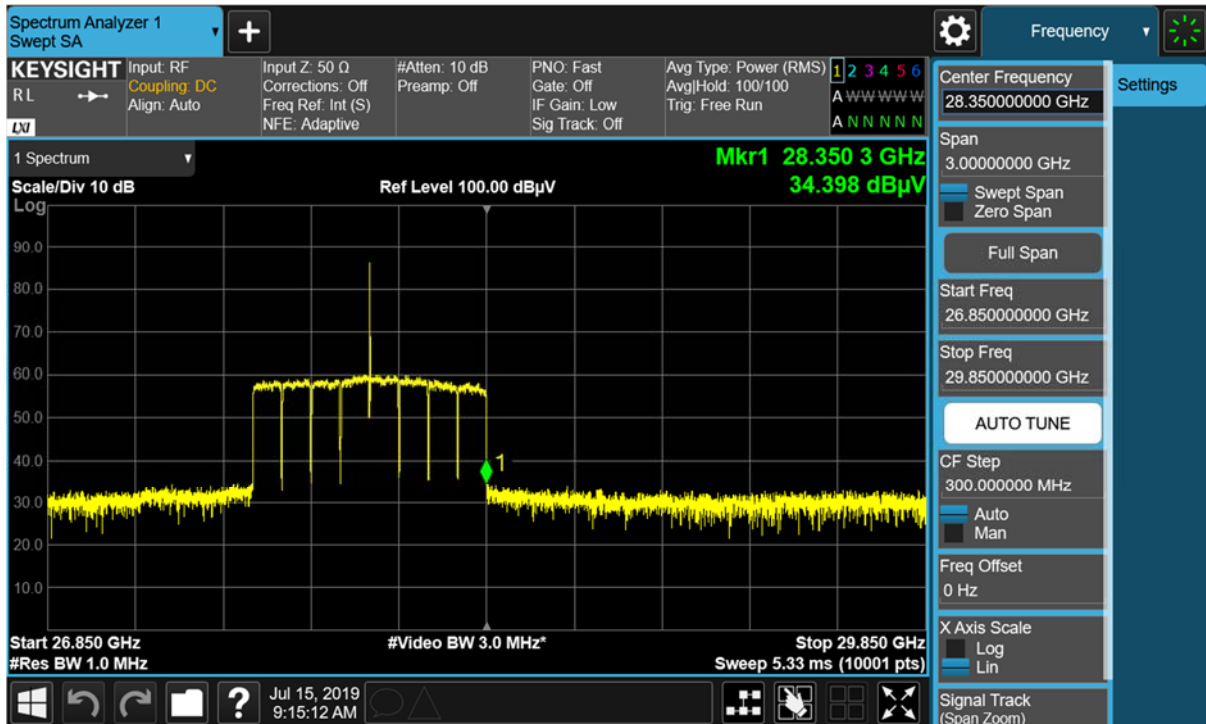 Spectrum Analyzer 1
Swept SA
+
Frequency
KEYSIGHT
RL
LXI
Input: RF
Coupling: DC
Align: Auto
Input Z: 50 Ω
Corrections: Off
Freq Ref: Int (S)
NFE: Adaptive
#Atten: 10 dB
Preamp: Off
PNO: Fast
Gate: Off
IF Gain: Low
Sig Track: Off
Avg Type: Power (RMS)
Avg|Hold: 100/100
Trig: Free Run
1 2 3 4 5 6
A W W W W W
A N N N N N
1 Spectrum
Mkr1 28.350 3 GHz
Scale/Div 10 dB
Ref Level 100.00 dBµV
34.398 dBµV
Log
90.0
80.0
70.0
60.0
50.0
40.0
30.0
20.0
10.0
1
Start 26.850 GHz
#Video BW 3.0 MHz*
Stop 29.850 GHz
#Res BW 1.0 MHz
Sweep 5.33 ms (10001 pts)
?
Jul 15, 2019
9:15:12 AM
Center Frequency
28.350000000 GHz
Settings
Span
3.00000000 GHz
Swept Span
Zero Span
Full Span
Start Freq
26.850000000 GHz
Stop Freq
29.850000000 GHz
AUTO TUNE
CF Step
300.000000 MHz
Auto
Man
Freq Offset
0 Hz
X Axis Scale
Log
Lin
Signal Track
(Span Zoom)